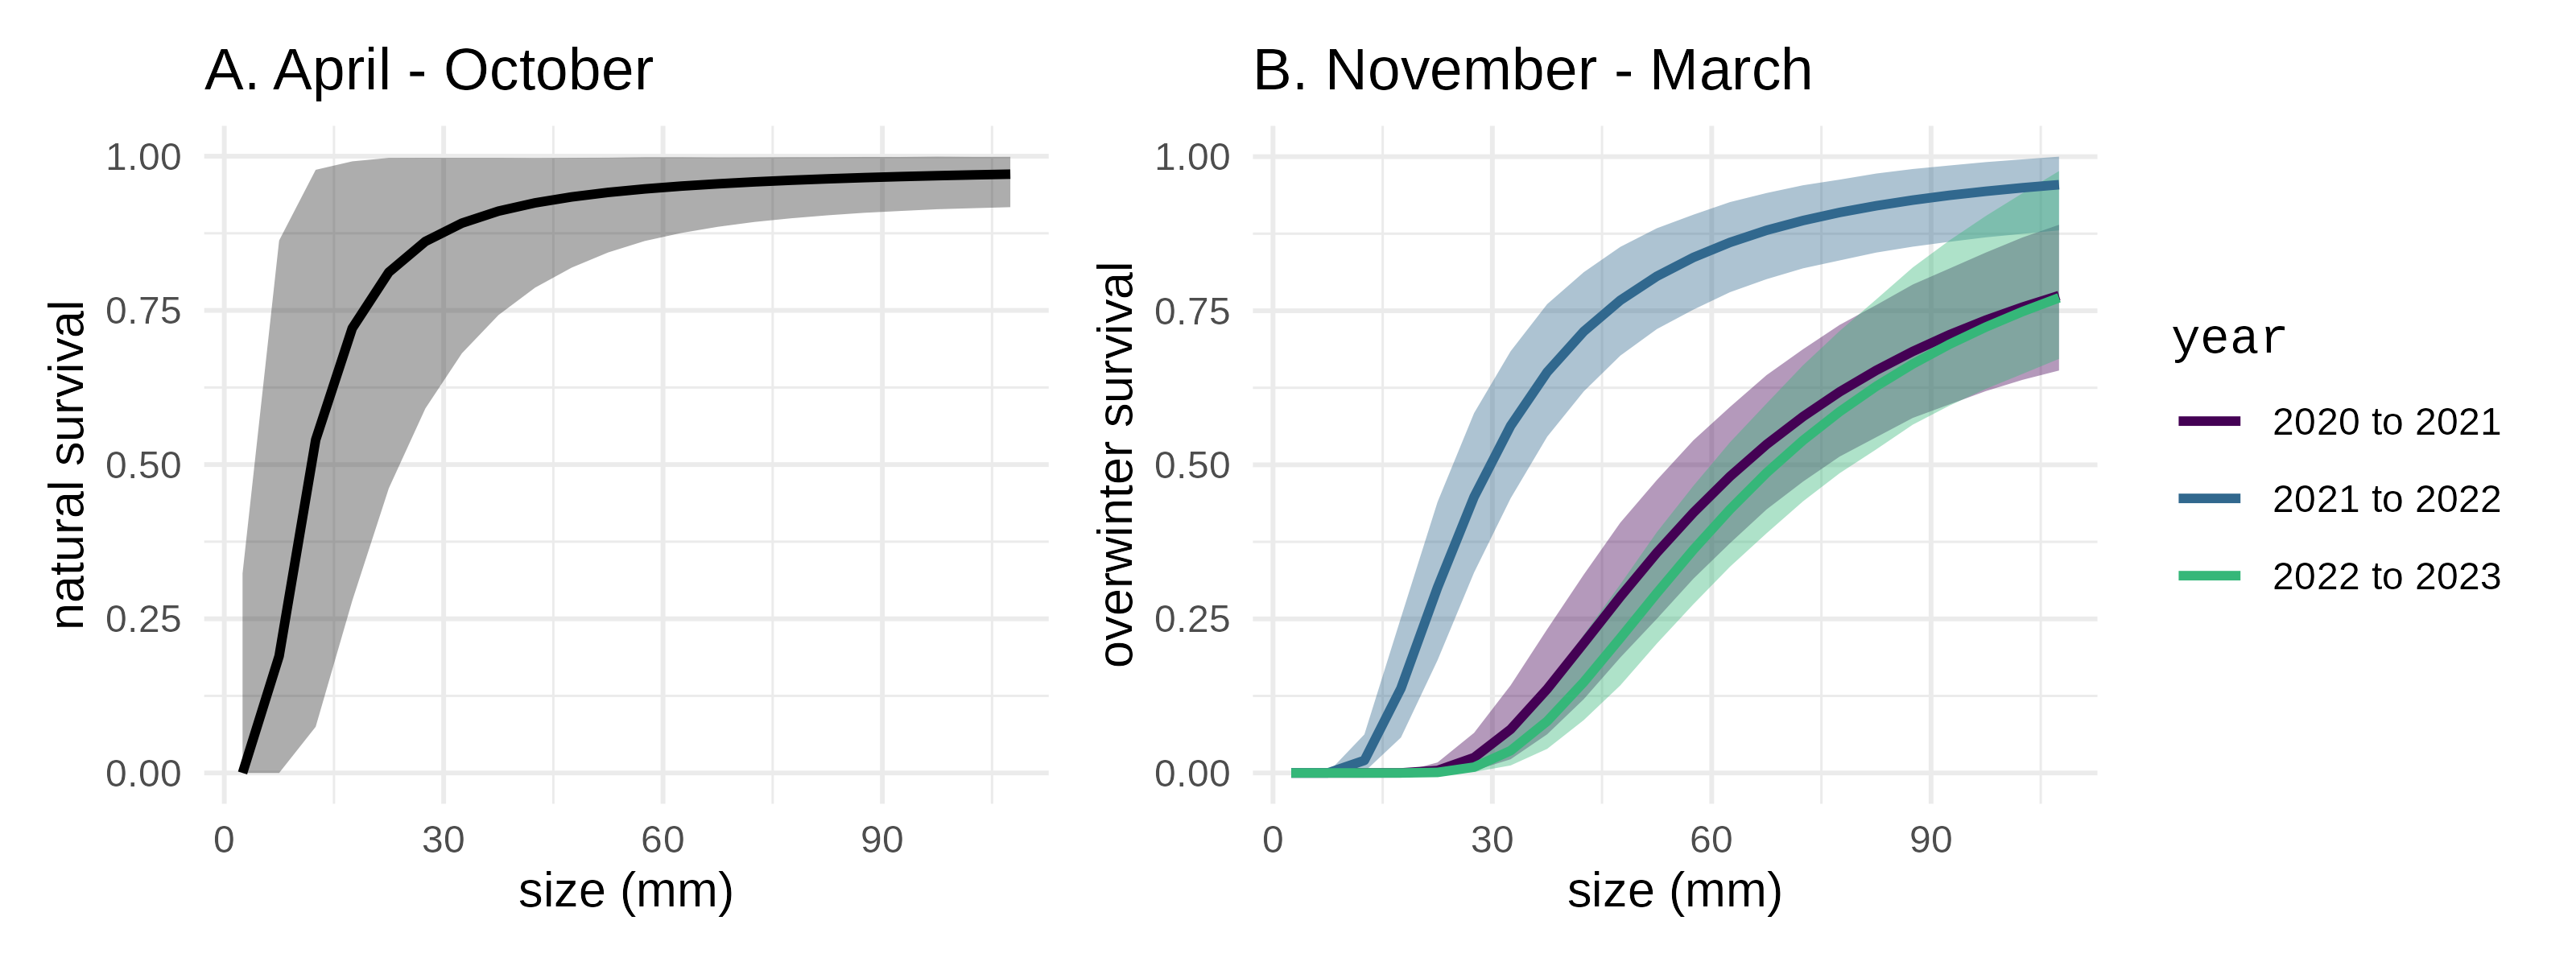 A. April - October
natural survival
1.00
0.75
0.50
0.25
0.00
0 30 60 90
size (mm)
B. November - March
overwinter survival
1.00
0.75
0.50
0.25
0.00
0 30 60 90
size (mm)
year
2020 to 2021
2021 to 2022
2022 to 2023